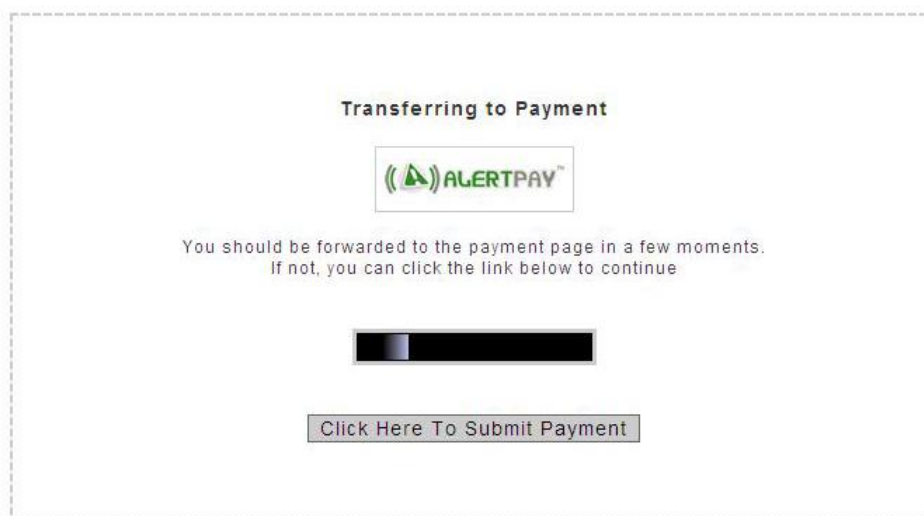 Transferring to Payment
ALERTPAY™
You should be forwarded to the payment page in a few moments.
If not, you can click the link below to continue
Click Here To Submit Payment